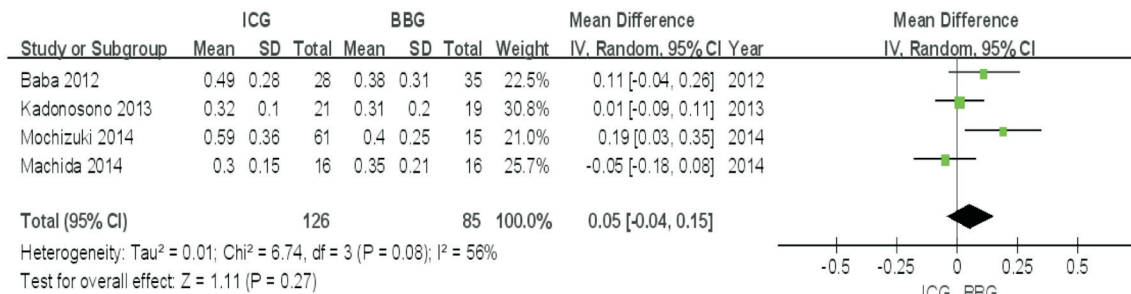 ICG BBG Mean Difference Mean Difference
Study or Subgroup Mean SD Total Mean SD Total Weight IV, Random, 95% CI Year IV, Random, 95% CI
Baba 2012 0.49 0.28 28 0.38 0.31 35 22.5% 0.11 [-0.04, 0.26] 2012
Kadonosono 2013 0.32 0.1 21 0.31 0.2 19 30.8% 0.01 [-0.09, 0.11] 2013
Mochizuki 2014 0.59 0.36 61 0.4 0.25 15 21.0% 0.19 [0.03, 0.35] 2014
Machida 2014 0.3 0.15 16 0.35 0.21 16 25.7% -0.05 [-0.18, 0.08] 2014
Total (95% CI) 126 85 100.0% 0.05 [-0.04, 0.15]
Heterogeneity: Tau² = 0.01; Chi² = 6.74, df = 3 (P = 0.08); I² = 56%
Test for overall effect: Z = 1.11 (P = 0.27)
-0.5 -0.25 0 0.25 0.5
ICG BBG